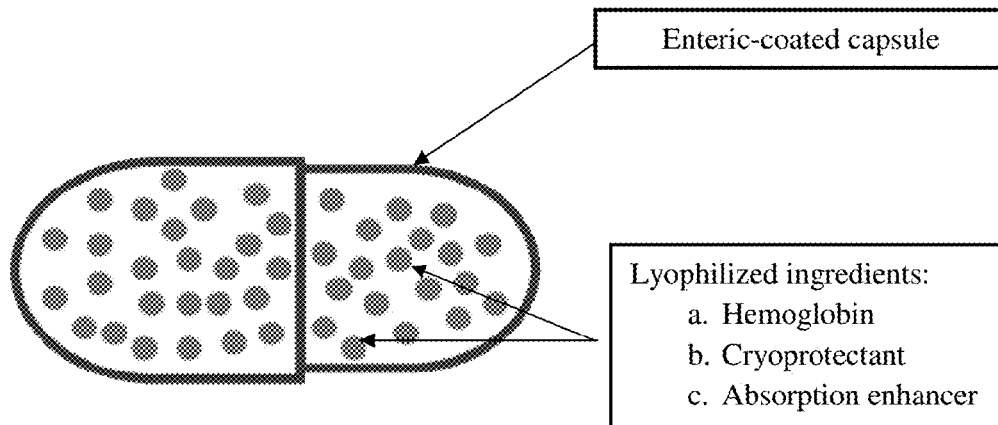 Enteric-coated capsule
Lyophilized ingredients:
a. Hemoglobin
b. Cryoprotectant
c. Absorption enhancer